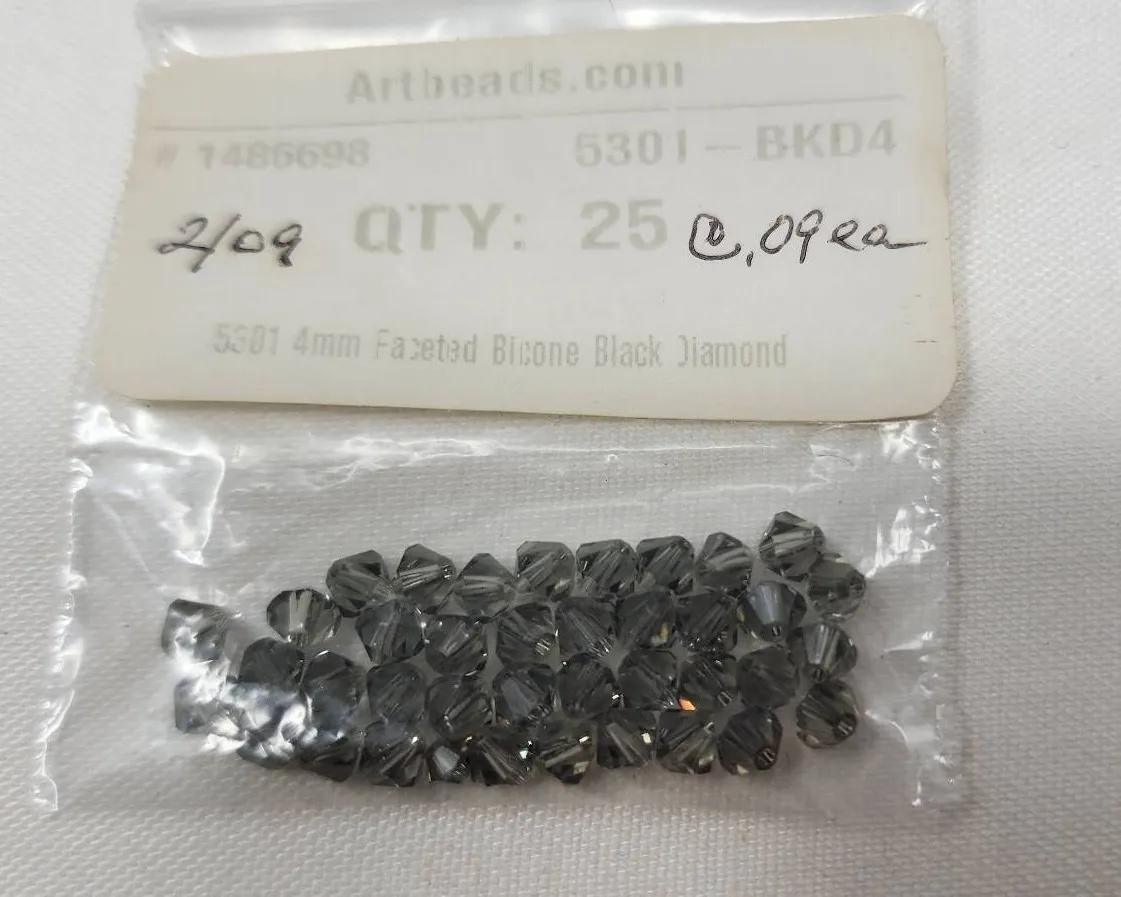 Artbeads.com
# 1486698 5301-BKD4
2/09 QTY: 25 @.09ea
5301 4mm Faceted Bicone Black Diamond